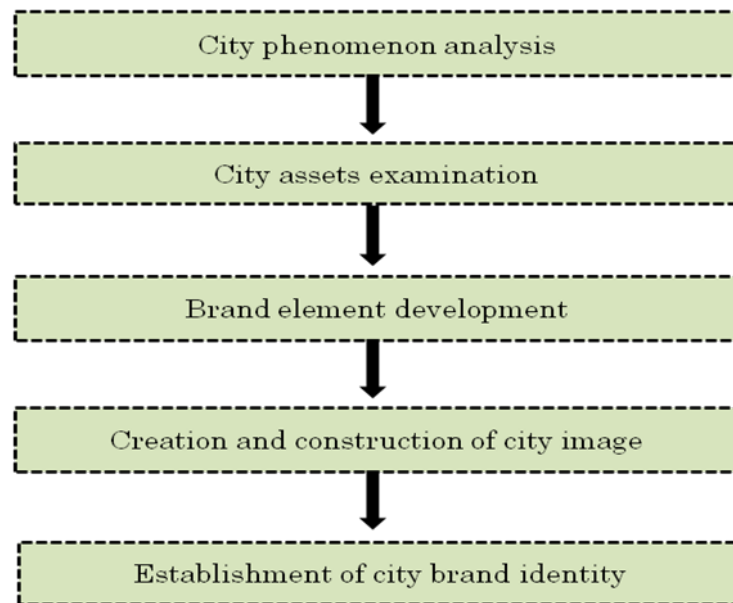 City phenomenon analysis
City assets examination
Brand element development
Creation and construction of city image
Establishment of city brand identity